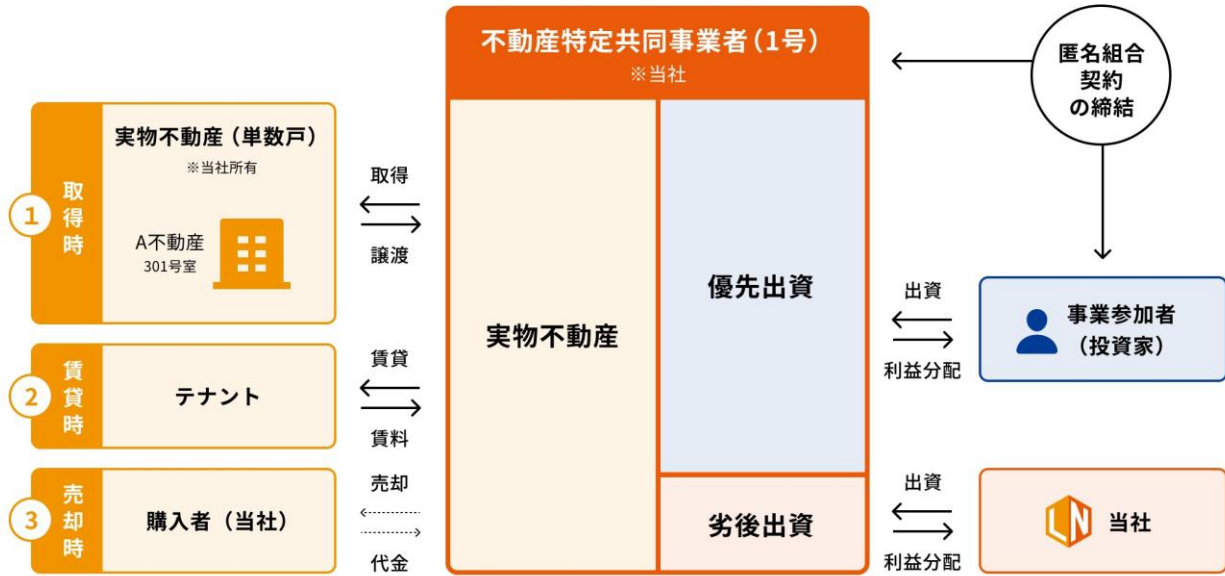 不動産特定共同事業者(1号)
※当社
匿名組合
契約
の締結
1
取得時
実物不動産(単数戸)
※当社所有
A不動産
301号室
取得
譲渡
実物不動産
優先出資
出資
利益分配
事業参加者
(投資家)
2
賃貸時
テナント
賃貸
賃料
3
売却時
購入者(当社)
売却
代金
劣後出資
出資
利益分配
LN
当社